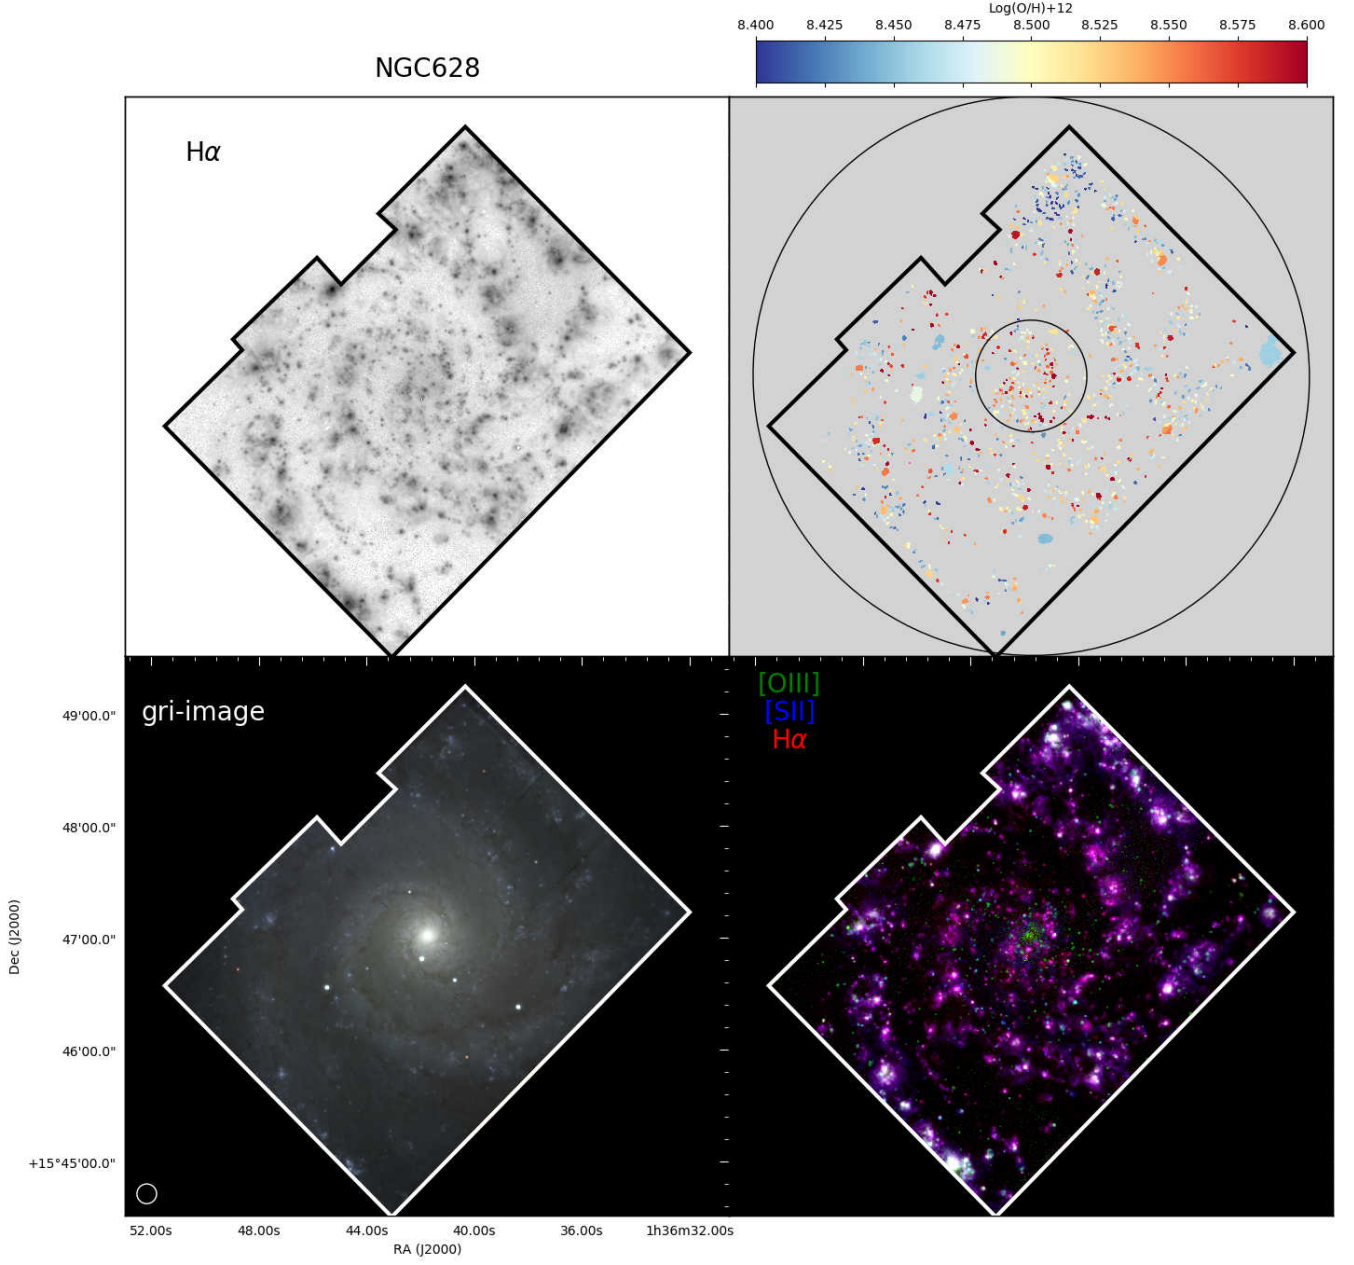 Log(O/H)+12
8.400 8.425 8.450 8.475 8.500 8.525 8.550 8.575 8.600
NGC628
Hα
gri-image
[OIII]
[SII]
Hα
49'00.0"
48'00.0"
47'00.0"
46'00.0"
+15°45'00.0"
Dec (J2000)
52.00s 48.00s 44.00s 40.00s 36.00s 1h36m32.00s
RA (J2000)